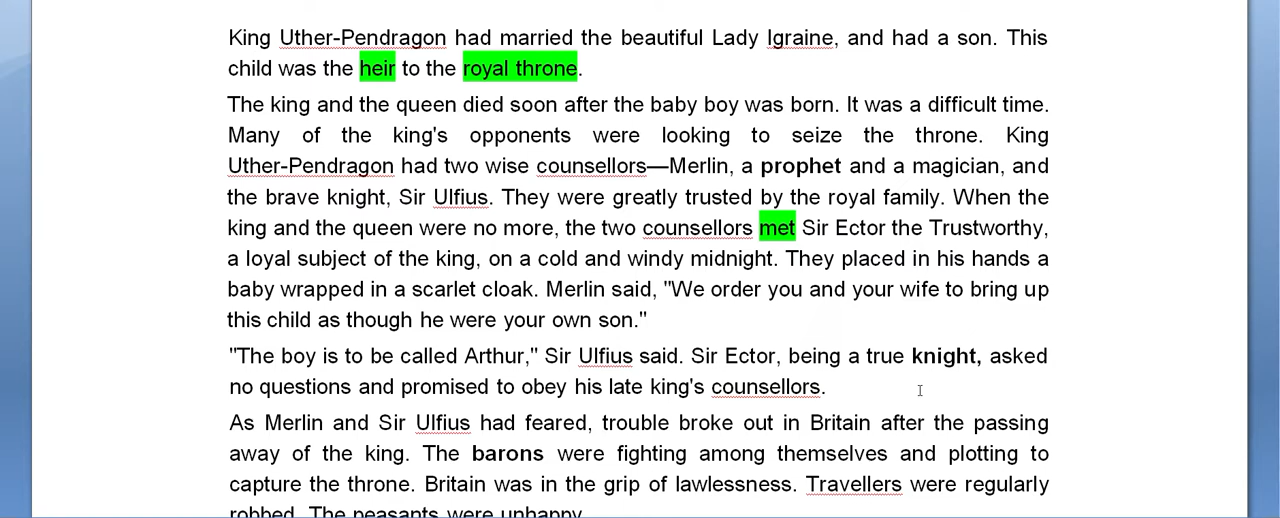 King Uther-Pendragon had married the beautiful Lady Igraine, and had a son. This
child was the heir to the royal throne.
The king and the queen died soon after the baby boy was born. It was a difficult time.
Many of the king's opponents were looking to seize the throne. King
Uther-Pendragon had two wise counsellors—Merlin, a prophet and a magician, and
the brave knight, Sir Ulfius. They were greatly trusted by the royal family. When the
king and the queen were no more, the two counsellors met Sir Ector the Trustworthy,
a loyal subject of the king, on a cold and windy midnight. They placed in his hands a
baby wrapped in a scarlet cloak. Merlin said, "We order you and your wife to bring up
this child as though he were your own son."
"The boy is to be called Arthur," Sir Ulfius said. Sir Ector, being a true knight, asked
no questions and promised to obey his late king's counsellors.
As Merlin and Sir Ulfius had feared, trouble broke out in Britain after the passing
away of the king. The barons were fighting among themselves and plotting to
capture the throne. Britain was in the grip of lawlessness. Travellers were regularly
robbed. The peasants were unhappy.